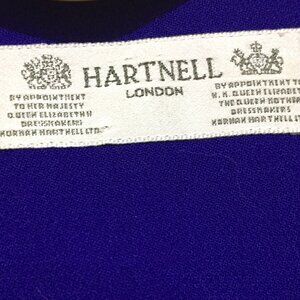 HARTNELL
LONDON
BY APPOINTMENT
TO HER MAJESTY
QUEEN ELIZABETH II
DRESSMAKERS
NORMAN HARTNELL LTD.
BY APPOINTMENT
H.M. QUEEN ELIZABETH
THE QUEEN MOTHER
DRESSMAKERS
NORMAN HARTNELL LTD